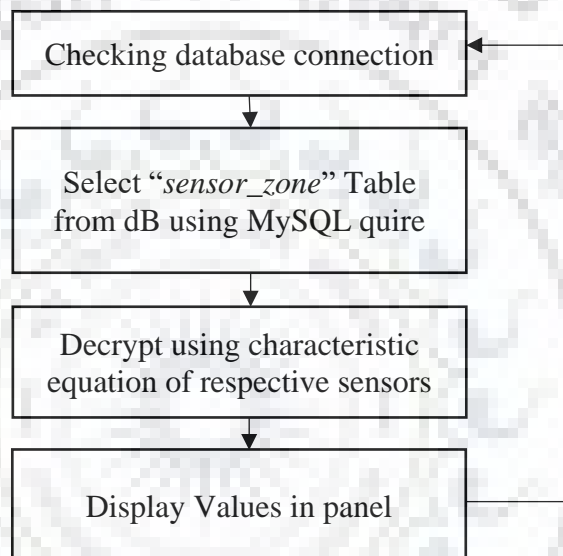 Checking database connection
Select “sensor_zone” Table
from dB using MySQL quire
Decrypt using characteristic
equation of respective sensors
Display Values in panel